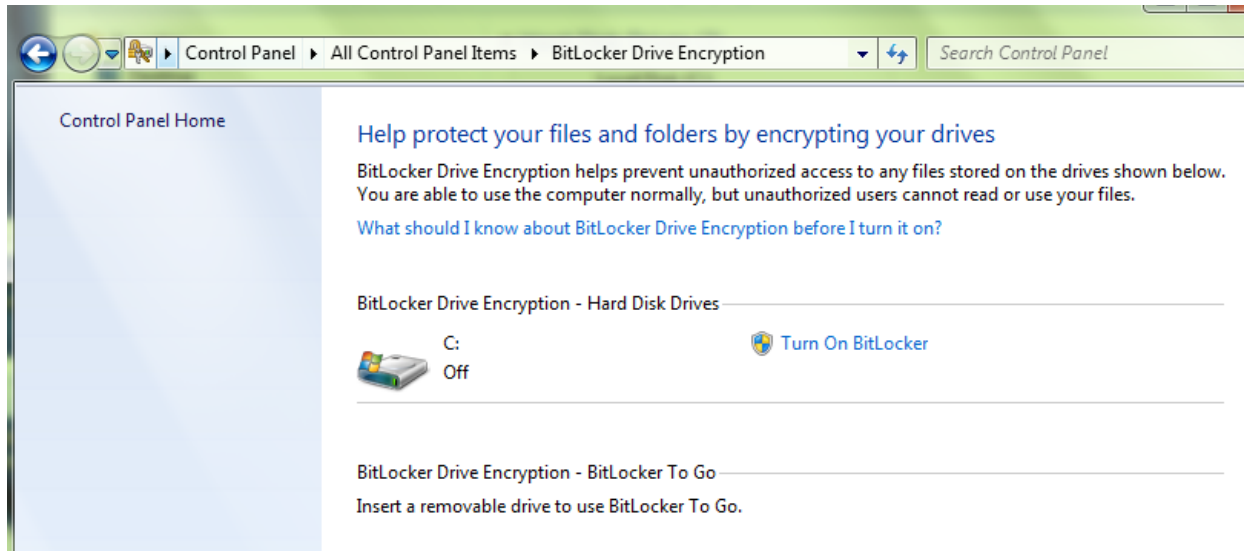 Control Panel ▸ All Control Panel Items ▸ BitLocker Drive Encryption
Search Control Panel
Control Panel Home
Help protect your files and folders by encrypting your drives
BitLocker Drive Encryption helps prevent unauthorized access to any files stored on the drives shown below.
You are able to use the computer normally, but unauthorized users cannot read or use your files.
What should I know about BitLocker Drive Encryption before I turn it on?
BitLocker Drive Encryption - Hard Disk Drives
C:
Off
Turn On BitLocker
BitLocker Drive Encryption - BitLocker To Go
Insert a removable drive to use BitLocker To Go.